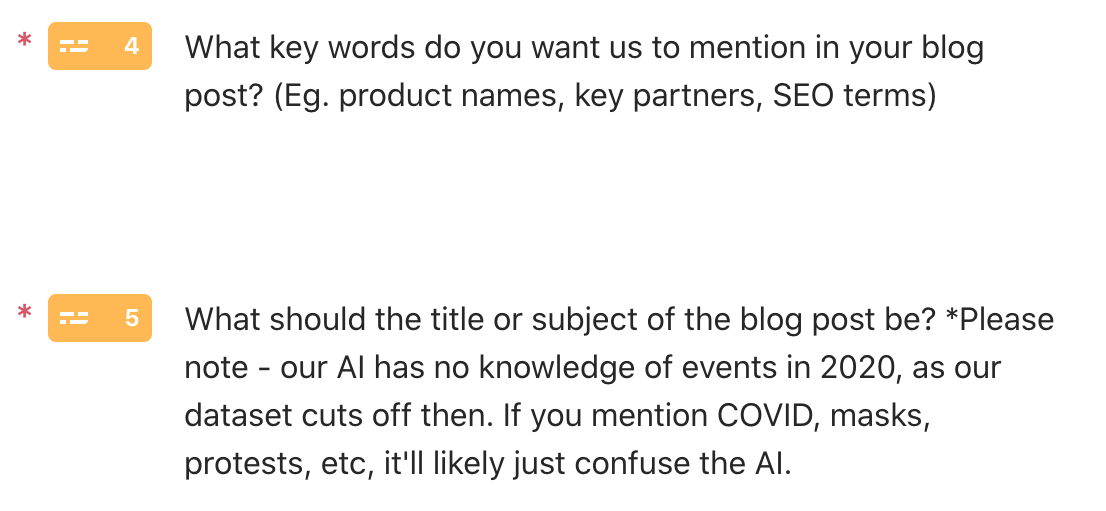 * 4 What key words do you want us to mention in your blog
post? (Eg. product names, key partners, SEO terms)
* 5 What should the title or subject of the blog post be? *Please
note - our AI has no knowledge of events in 2020, as our
dataset cuts off then. If you mention COVID, masks,
protests, etc, it'll likely just confuse the AI.